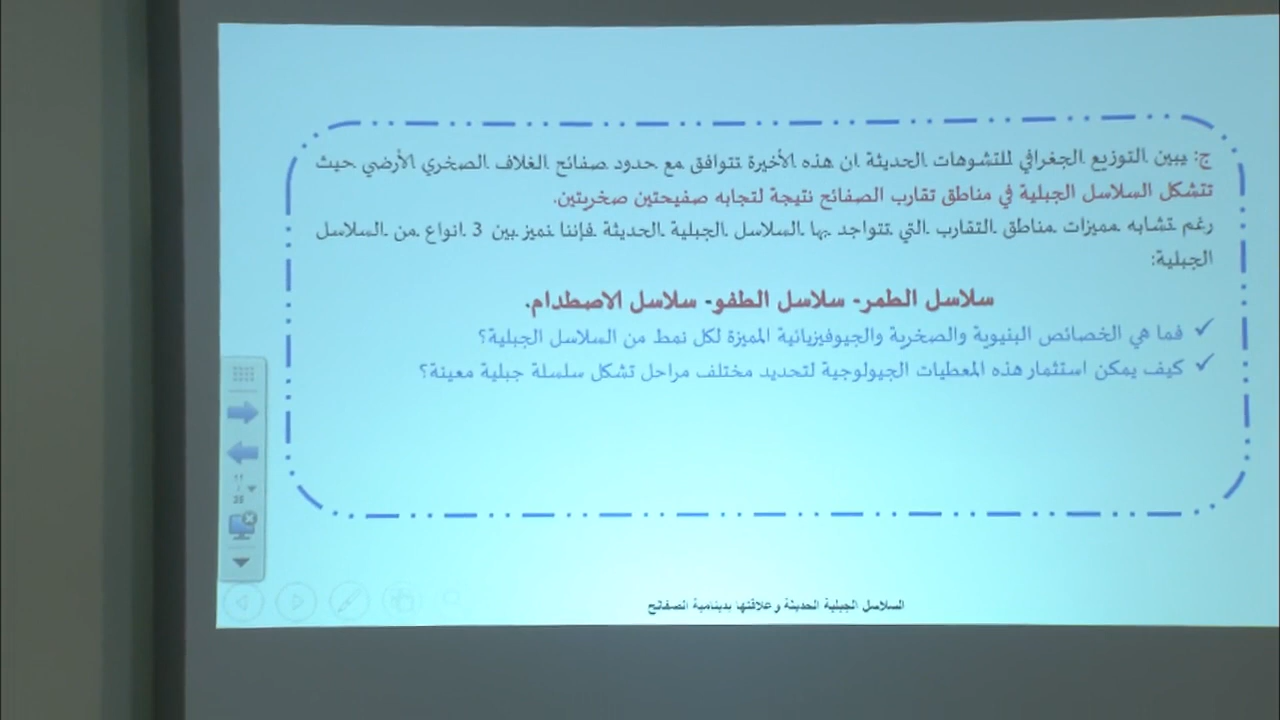 ج: يبين التوزيع الجغرافي للتشوهات الحديثة ان هذه الأخيرة تتوافق مع حدود صفائح الغلاف الصخري الأرضي حيث
تتشكل السلاسل الجبلية في مناطق تقارب الصفائح نتيجة لتجابه صفيحتين صخريتين.
رغم تشابه مميزات مناطق التقارب التي تتواجد بها السلاسل الجبلية الحديثة فإننا نميز بين 3 انواع من السلاسل
الجبلية:
سلاسل الطمر- سلاسل الطفو- سلاسل الاصطدام.
✓ فما هي الخصائص البنيوية والصخرية والجيوفيزيائية المميزة لكل نمط من السلاسل الجبلية؟
✓ كيف يمكن استثمار هذه المعطيات الجيولوجية لتحديد مختلف مراحل تشكل سلسلة جبلية معينة؟
11
/
35
السلاسل الجبلية الحديثة وعلاقتها بدينامية الصفائح